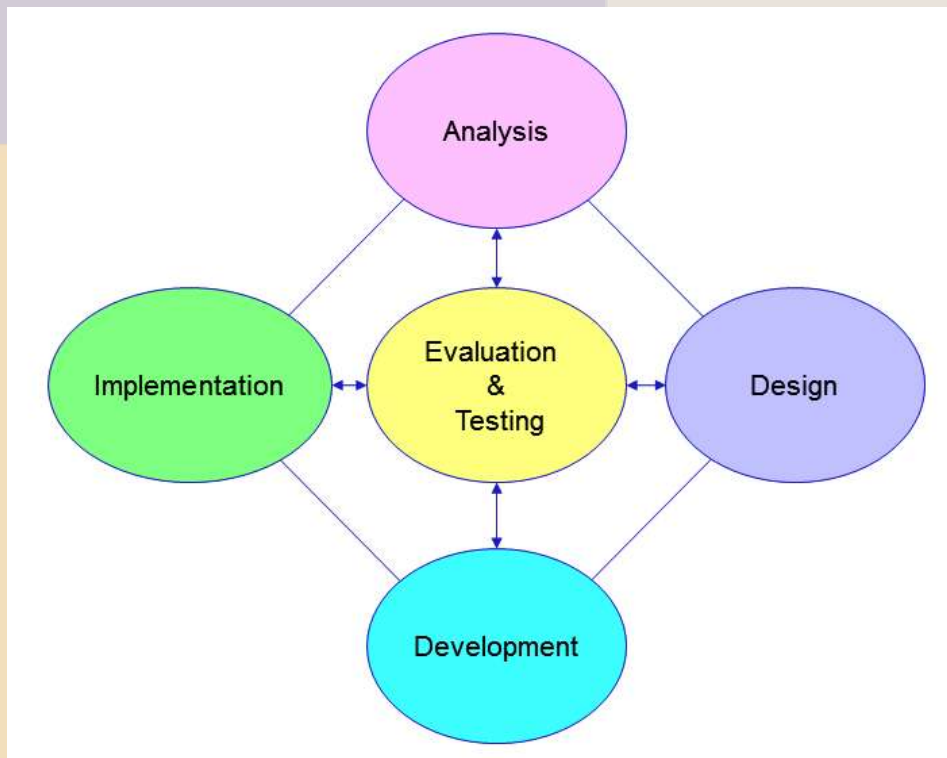 Analysis
Implementation
Evaluation
&
Testing
Design
Development